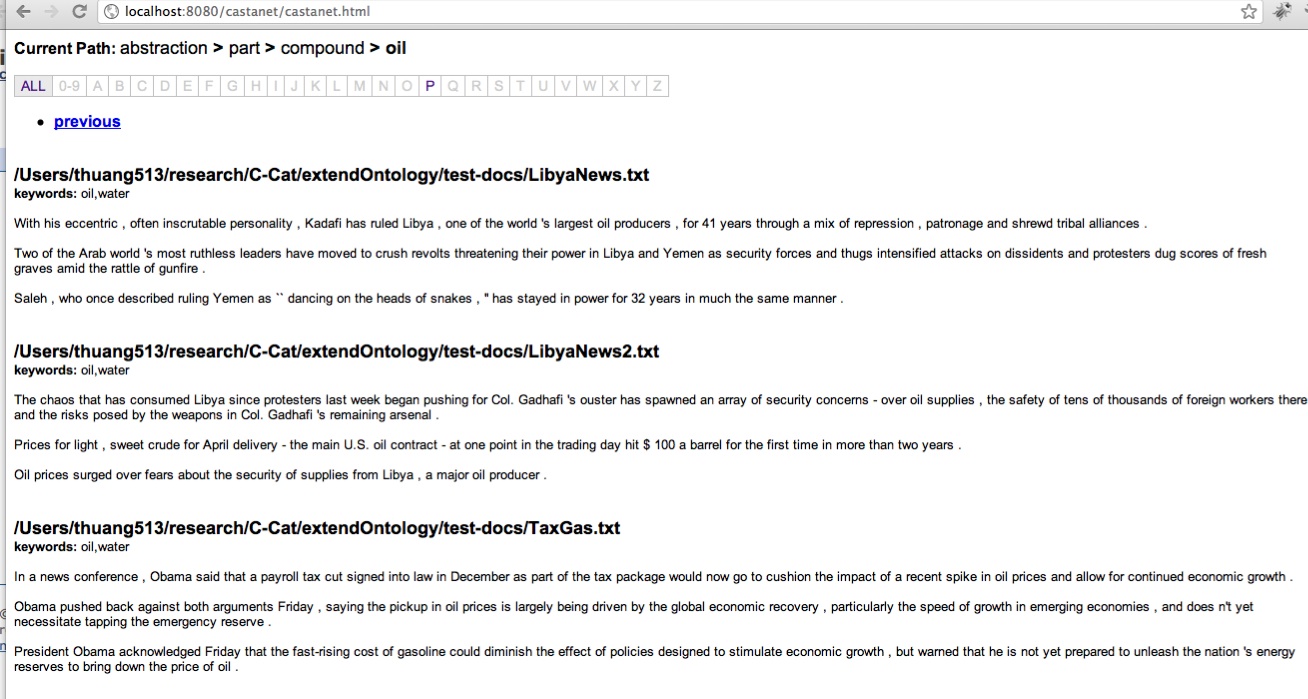 localhost:8080/castanet/castanet.html
Current Path: abstraction > part > compound > oil
ALL 0-9 A B C D E F G H I J K L M N O P Q R S T U V W X Y Z
• previous
/Users/thuang513/research/C-Cat/extendOntology/test-docs/LibyaNews.txt
keywords: oil,water
With his eccentric , often inscrutable personality , Kadafi has ruled Libya , one of the world 's largest oil producers , for 41 years through a mix of repression , patronage and shrewd tribal alliances .
Two of the Arab world 's most ruthless leaders have moved to crush revolts threatening their power in Libya and Yemen as security forces and thugs intensified attacks on dissidents and protesters dug scores of fresh
graves amid the rattle of gunfire .
Saleh , who once described ruling Yemen as `` dancing on the heads of snakes , " has stayed in power for 32 years in much the same manner .
/Users/thuang513/research/C-Cat/extendOntology/test-docs/LibyaNews2.txt
keywords: oil,water
The chaos that has consumed Libya since protesters last week began pushing for Col. Gadhafi 's ouster has spawned an array of security concerns - over oil supplies , the safety of tens of thousands of foreign workers there
and the risks posed by the weapons in Col. Gadhafi 's remaining arsenal .
Prices for light , sweet crude for April delivery - the main U.S. oil contract - at one point in the trading day hit $ 100 a barrel for the first time in more than two years .
Oil prices surged over fears about the security of supplies from Libya , a major oil producer .
/Users/thuang513/research/C-Cat/extendOntology/test-docs/TaxGas.txt
keywords: oil,water
In a news conference , Obama said that a payroll tax cut signed into law in December as part of the tax package would now go to cushion the impact of a recent spike in oil prices and allow for continued economic growth .
Obama pushed back against both arguments Friday , saying the pickup in oil prices is largely being driven by the global economic recovery , particularly the speed of growth in emerging economies , and does n't yet
necessitate tapping the emergency reserve .
President Obama acknowledged Friday that the fast-rising cost of gasoline could diminish the effect of policies designed to stimulate economic growth , but warned that he is not yet prepared to unleash the nation 's energy
reserves to bring down the price of oil .